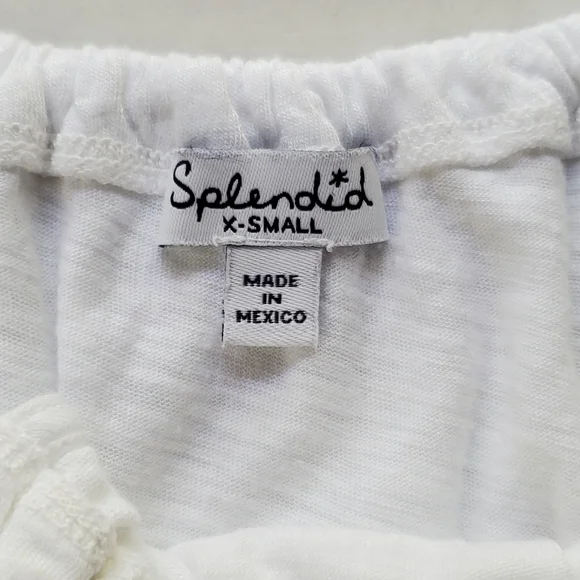 Splendid
X-SMALL
MADE
IN
MEXICO